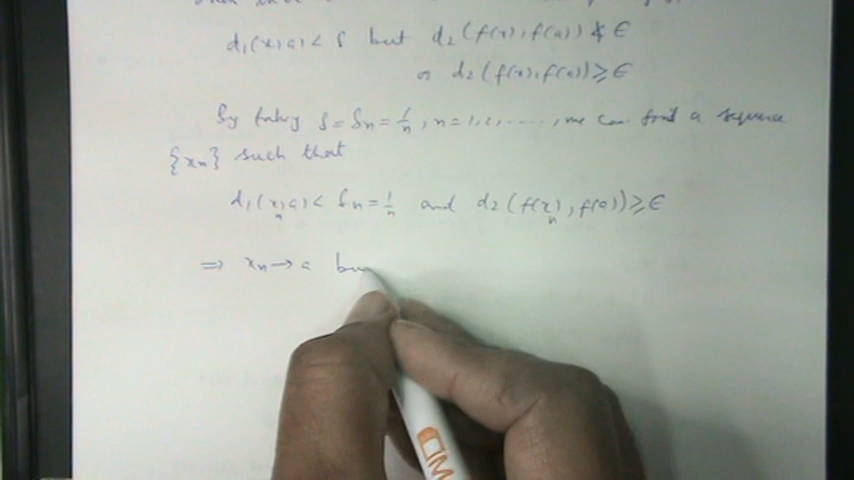 d₁(x,a) < δ but d₂(f(x), f(a)) ≮ ϵ
or d₂(f(x), f(a)) ≥ ϵ
By taking δ = δn = 1/n, n = 1, 2, ....., we can find a sequence
{xn} such that
d₁(xn, a) < δn = 1/n and d₂(f(xn), f(a)) ≥ ϵ
⇒ xn → a bu
M